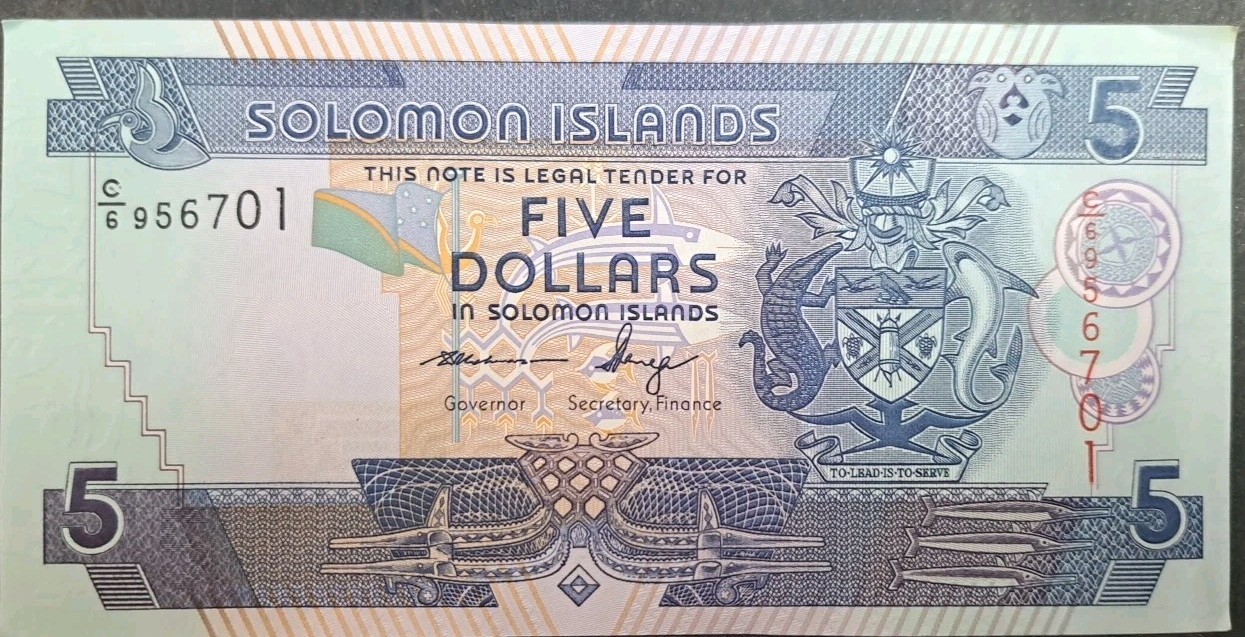 SOLOMON ISLANDS
5
THIS NOTE IS LEGAL TENDER FOR
C/6 956701
FIVE
DOLLARS
IN SOLOMON ISLANDS
C/6 956701
Governor Secretary, Finance
TO·LEAD·IS·TO·SERVE
5
5